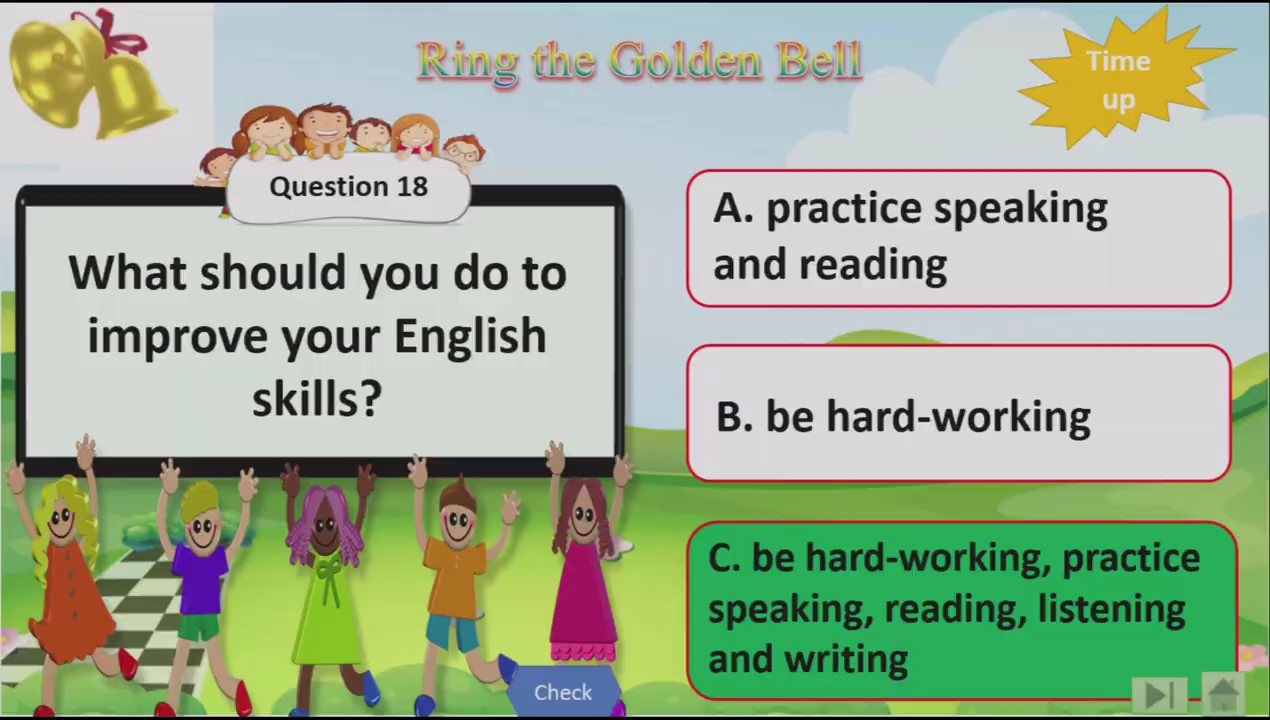 Ring the Golden Bell
Time
up
Question 18
What should you do to
improve your English
skills?
A. practice speaking
and reading
B. be hard-working
C. be hard-working, practice
speaking, reading, listening
and writing
Check